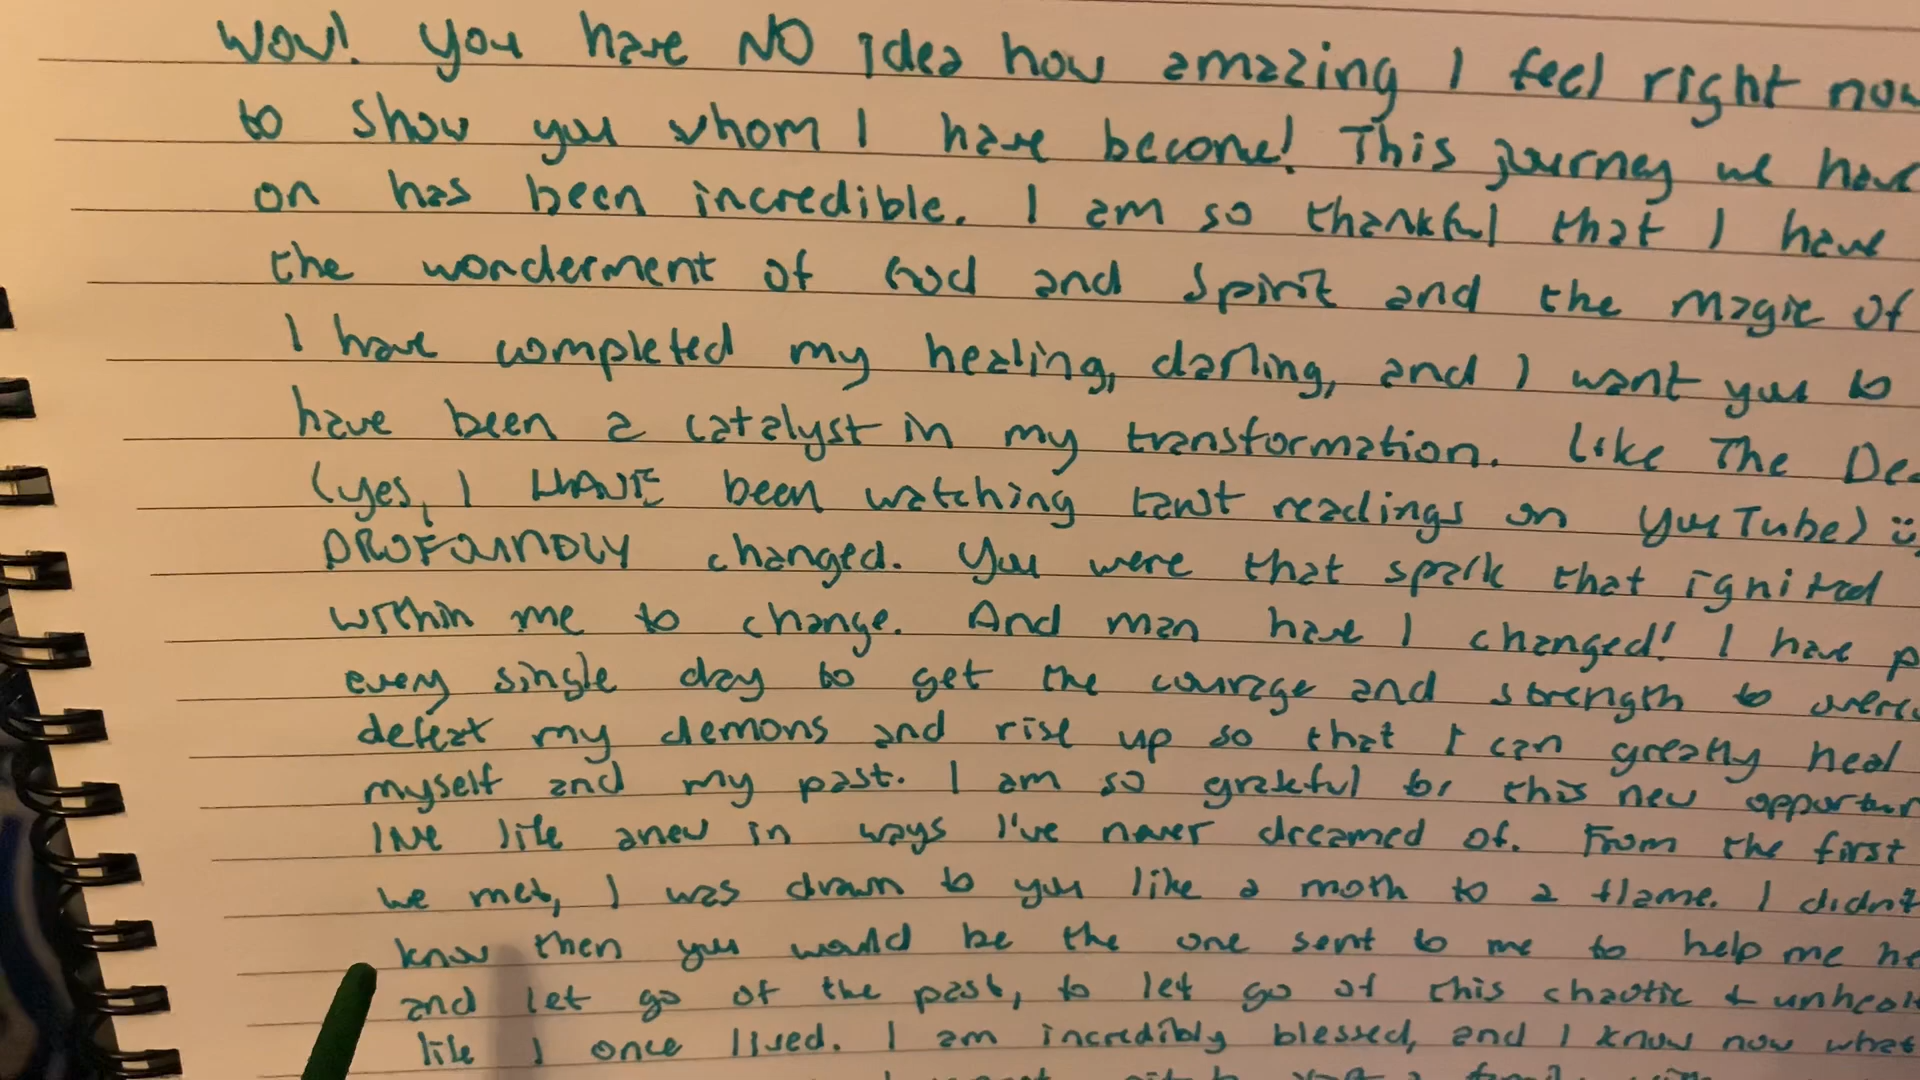 Wow! You have NO idea how amazing I feel right now
to show you whom I have become! This journey we have
on has been incredible. I am so thankful that I have
the wonderment of God and Spirit and the magic of
I have completed my healing, darling, and I want you to
have been a catalyst in my transformation. Like The
(yes, I HAVE been watching tarot readings on YouTube) :)
PROFOUNDLY changed. You were that spark that ignited
within me to change. And man have I changed! I have
every single day to get the courage and strength to
defeat my demons and rise up so that I can greatly heal
myself and my past. I am so grateful for this new
live life anew in ways I've never dreamed of. From the first
we met, I was drawn to you like a moth to a flame. I didn't
know then you would be the one sent to me to help me
and let go of the past, to let go of this chaotic +
life I once lived. I am incredibly blessed, and I know now what